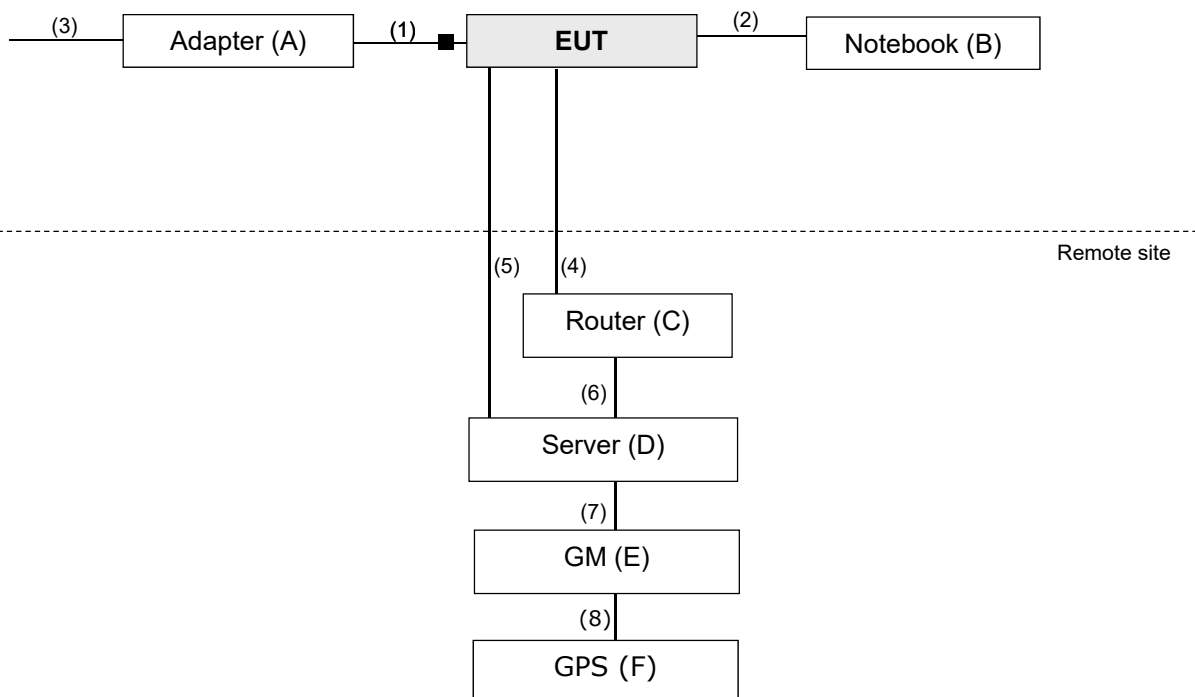 (3)
Adapter (A)
(1)
EUT
(2)
Notebook (B)
Remote site
(5)
(4)
Router (C)
(6)
Server (D)
(7)
GM (E)
(8)
GPS (F)